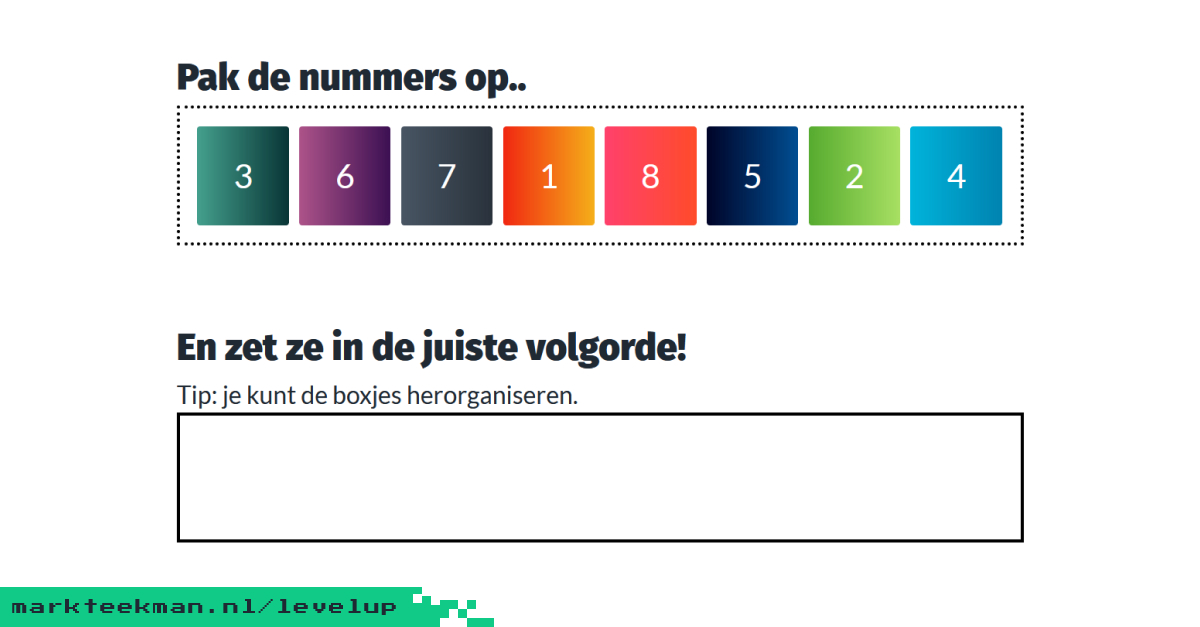 Pak de nummers op..
3 6 7 1 8 5 2 4
En zet ze in de juiste volgorde!
Tip: je kunt de boxjes herorganiseren.
markteekman.nl/levelup